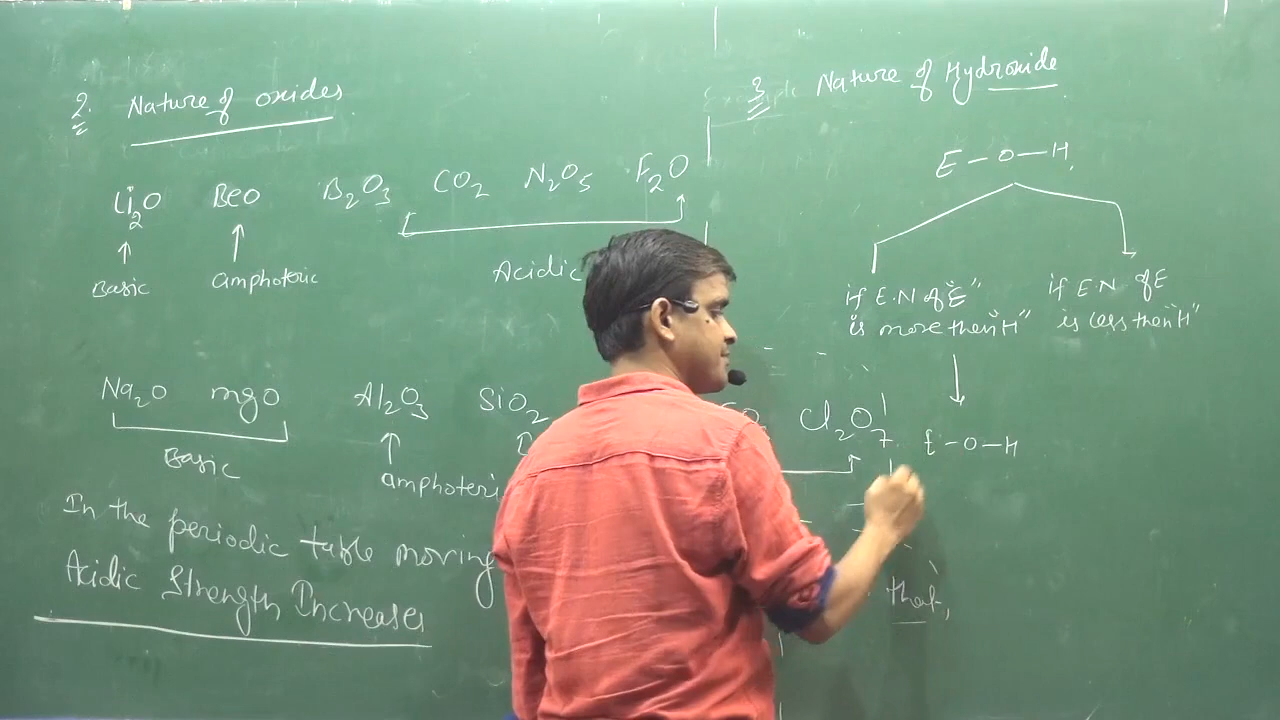 2. Nature of oxides
Li2O BeO B2O3 CO2 N2O5 F2O
Basic amphoteric Acidic
Na2O mgO Al2O3 SiO2 Cl2O7
Basic amphoteri
In the periodic table moving
Acidic Strength Increases
3. Nature of Hydroxide
E-O-H
if E.N of "E"
is more then "H"
if E.N of E
is less then "H"
E-O-H
that,